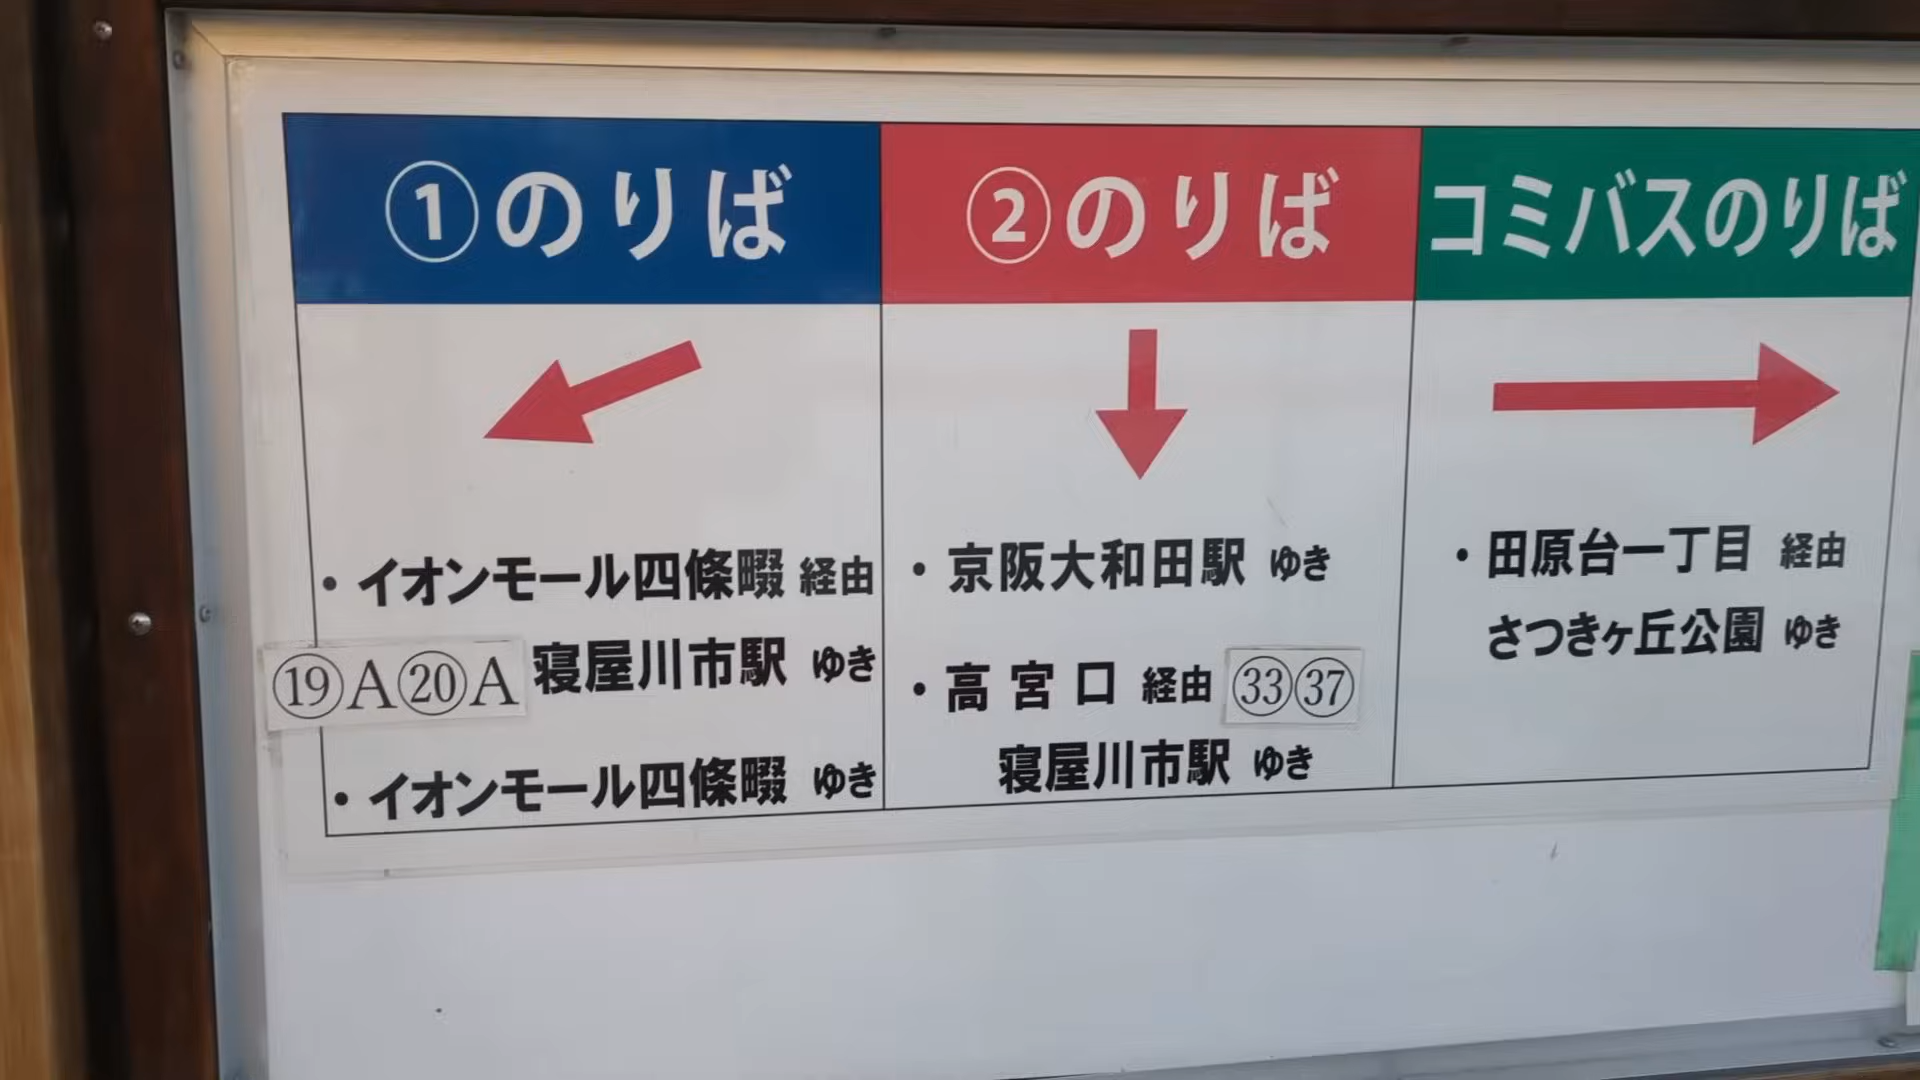 ①のりば
・イオンモール四條畷 経由
⑲A⑳A 寝屋川市駅 ゆき
・イオンモール四條畷 ゆき
②のりば
・京阪大和田駅 ゆき
・高宮口 経由 ㉝㊲
寝屋川市駅 ゆき
コミバスのりば
・田原台一丁目 経由
さつきヶ丘公園 ゆき